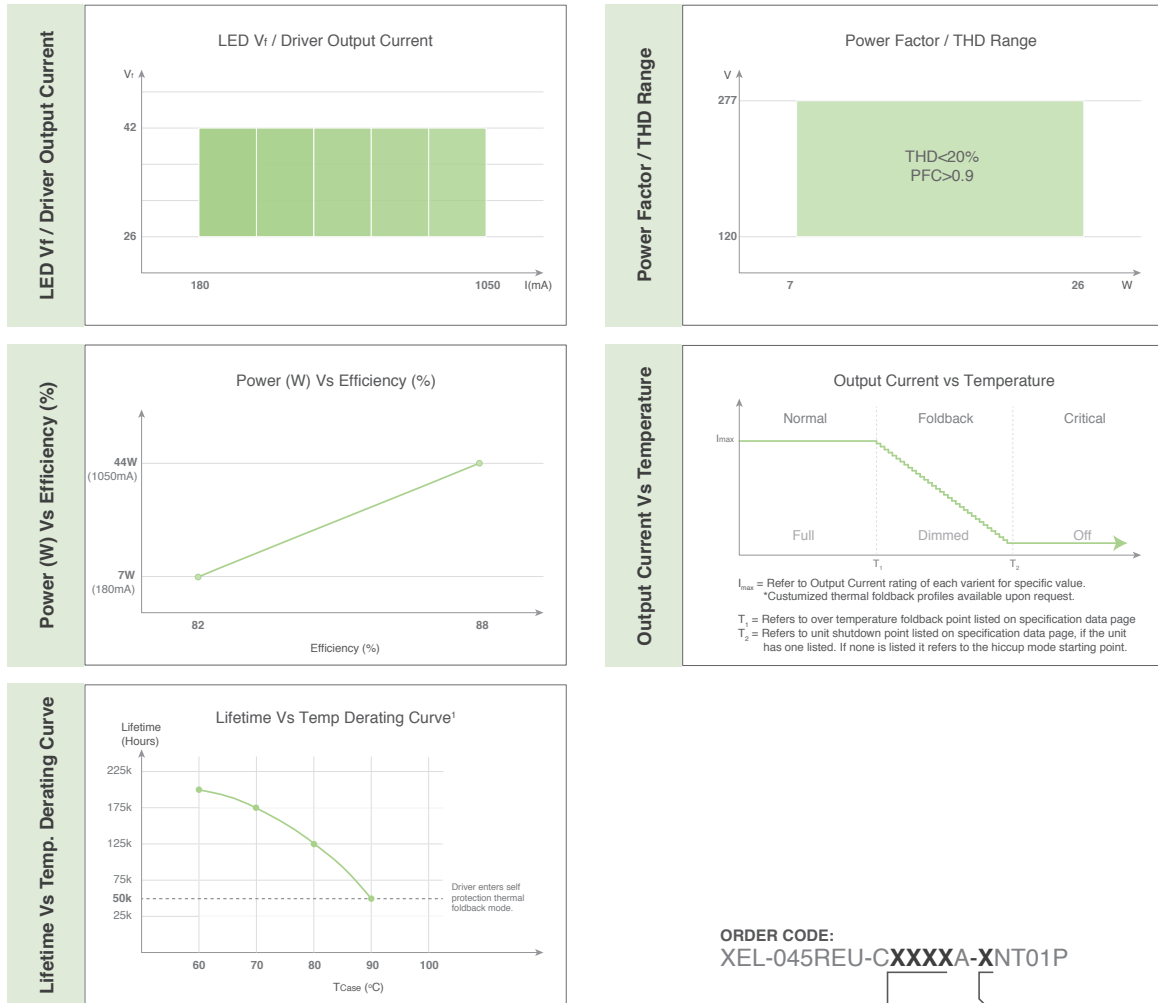 LED Vf / Driver Output Current
LED Vf / Driver Output Current
Vf
42
26
180
1050
I(mA)
Power Factor / THD Range
Power Factor / THD Range
V
277
120
THD<20%
PFC>0.9
7
26
W
Power (W) Vs Efficiency (%)
Power (W) Vs Efficiency (%)
44W
(1050mA)
7W
(180mA)
82
88
Efficiency (%)
Output Current Vs Temperature
Output Current vs Temperature
Normal
Foldback
Critical
Imax
Full
Dimmed
Off
T1
T2
Imax = Refer to Output Current rating of each varient for specific value.
*Custumized thermal foldback profiles available upon request.
T1 = Refers to over temperature foldback point listed on specification data page
T2 = Refers to unit shutdown point listed on specification data page, if the unit
has one listed. If none is listed it refers to the hiccup mode starting point.
Lifetime Vs Temp. Derating Curve
Lifetime Vs Temp Derating Curve¹
Lifetime
(Hours)
225k
175k
125k
75k
50k
25k
Driver enters self
protection thermal
foldback mode.
60
70
80
90
100
TCase (ºC)
ORDER CODE:
XEL-045REU-CXXXXA-XNT01P